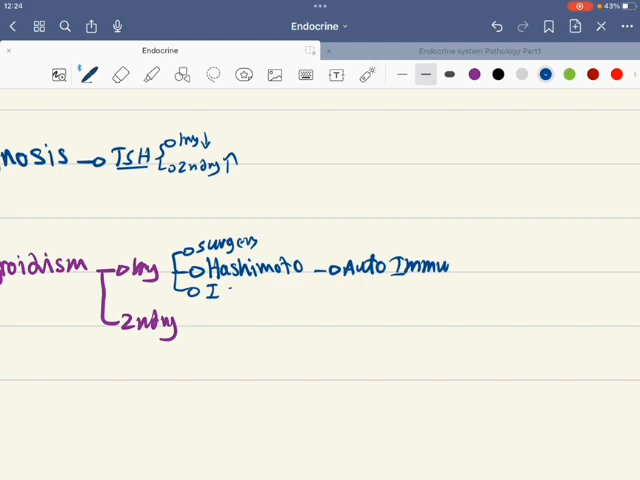 12:24
43%
Endocrine
Endocrine
Endocrine system Pathology Part1
nosis TSH 1ry ↓
2ndry ↑
roidism 1ry surgery
Hashimoto Auto Immu
I
2ndry